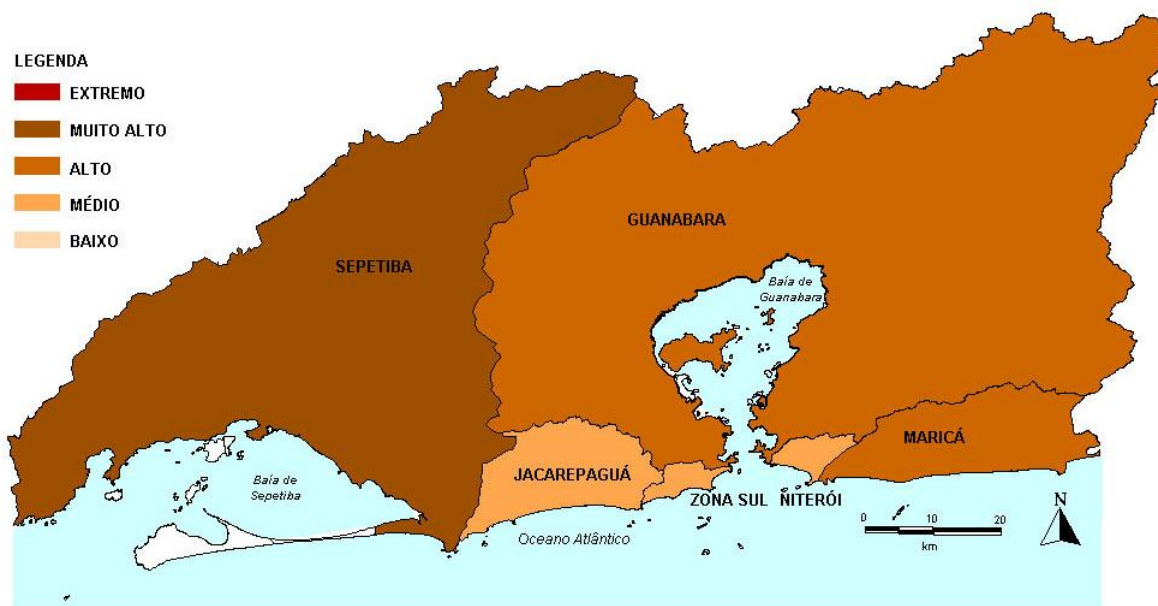 LEGENDA
EXTREMO
MUITO ALTO
ALTO
MÉDIO
BAIXO
GUANABARA
SEPETIBA
Baía de
Guanabara
MARICÁ
JACAREPAGUÁ
Baía de
Sepetiba
ZONA SUL NITERÓI
Oceano Atlântico
N
0 10 20
km